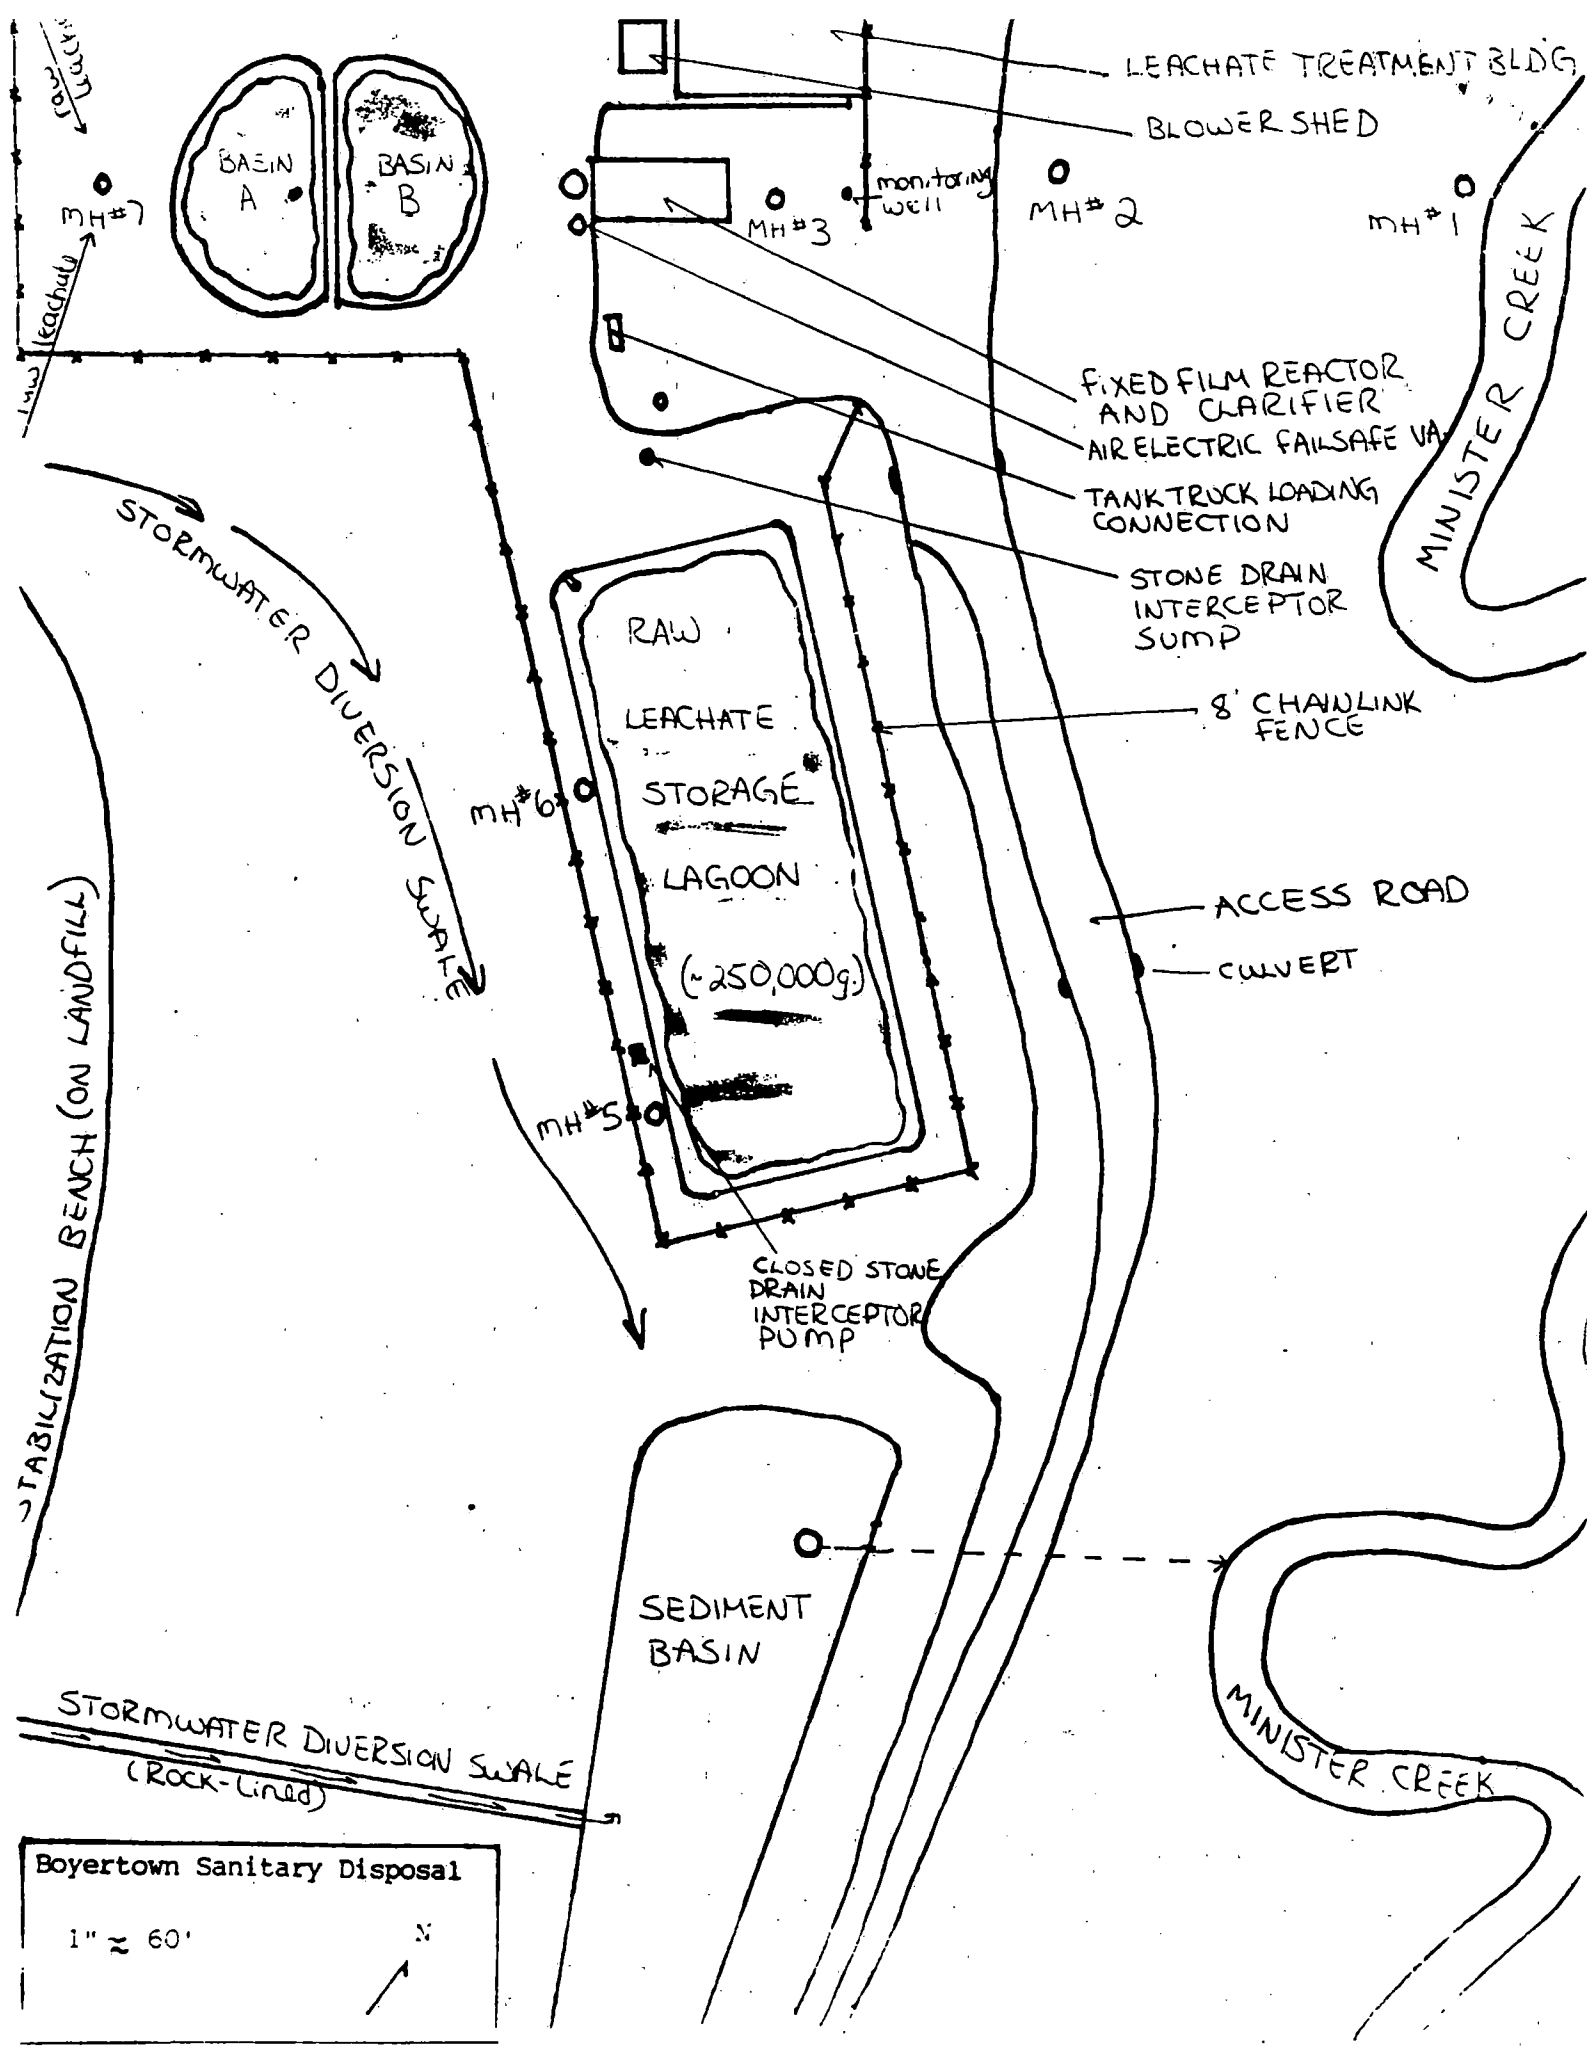 raw
LEACHATE TREATMENT BLDG
BLOWER SHED
BASIN
A
BASIN
B
monitoring
well
MH#7
MH#3
MH#2
MH#1
leachate
MINISTER CREEK
FIXED FILM REACTOR
AND CLARIFIER
AIR ELECTRIC FAILSAFE VA
TANK TRUCK LOADING
CONNECTION
STONE DRAIN
INTERCEPTOR
SUMP
STORMWATER DIVERSION SWALE
RAW
LEACHATE
STORAGE
LAGOON
(~250,000g.)
8' CHAINLINK
FENCE
MH#6
ACCESS ROAD
CULVERT
MH#5
CLOSED STONE
DRAIN
INTERCEPTOR
PUMP
TABILIZATION BENCH (ON LANDFILL)
SEDIMENT
BASIN
MINISTER CREEK
STORMWATER DIVERSION SWALE
(ROCK-Lined)
Boyertown Sanitary Disposal
1" ≈ 60'
N